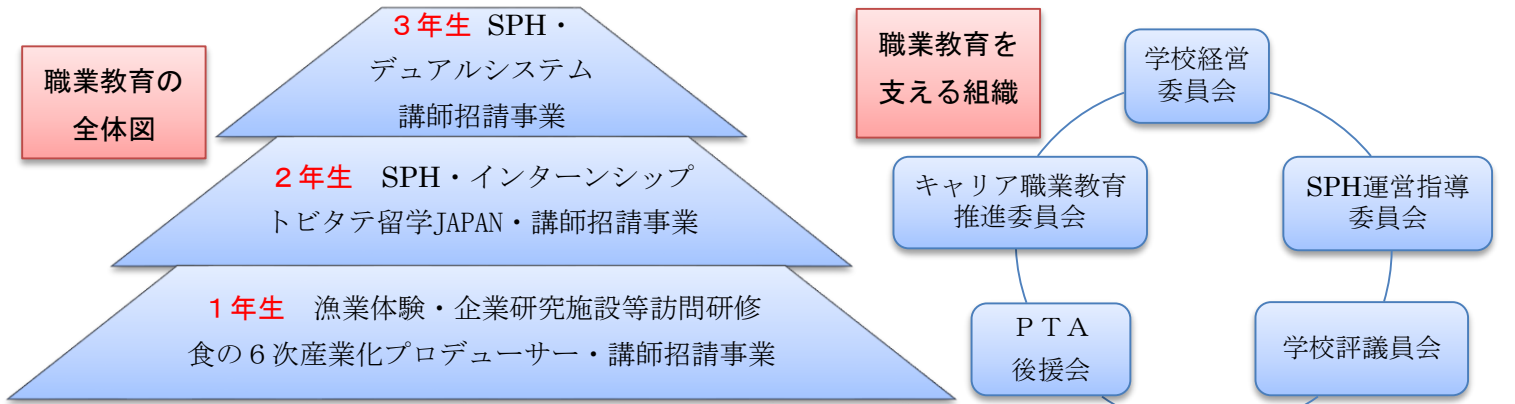 職業教育の
全体図
３年生 SPH・
デュアルシステム
講師招請事業
２年生　SPH・インターンシップ
トビタテ留学JAPAN・講師招請事業
１年生　漁業体験・企業研究施設等訪問研修
食の６次産業化プロデューサー・講師招請事業
職業教育を
支える組織
学校経営
委員会
キャリア職業教育
推進委員会
SPH運営指導
委員会
ＰＴＡ
後援会
学校評議員会